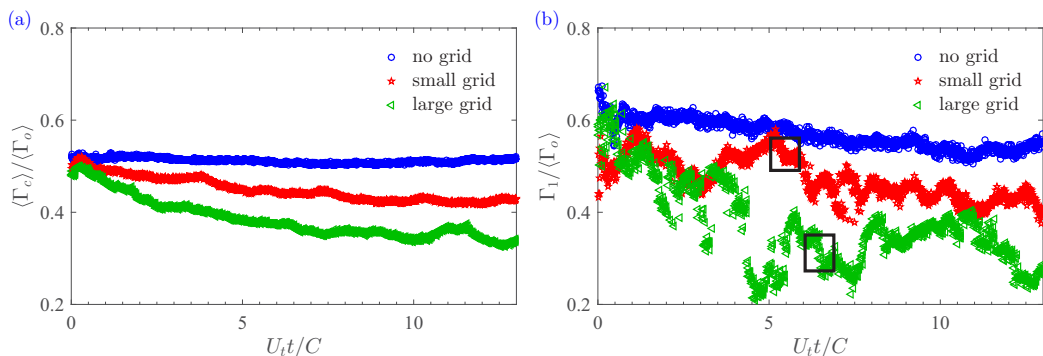 (a)
0.8
0.6
0.4
0.2
⟨Γc⟩/⟨Γo⟩
no grid
small grid
large grid
0
5
10
Utt/C
(b)
0.8
0.6
0.4
0.2
Γ1/⟨Γo⟩
no grid
small grid
large grid
0
5
10
Utt/C